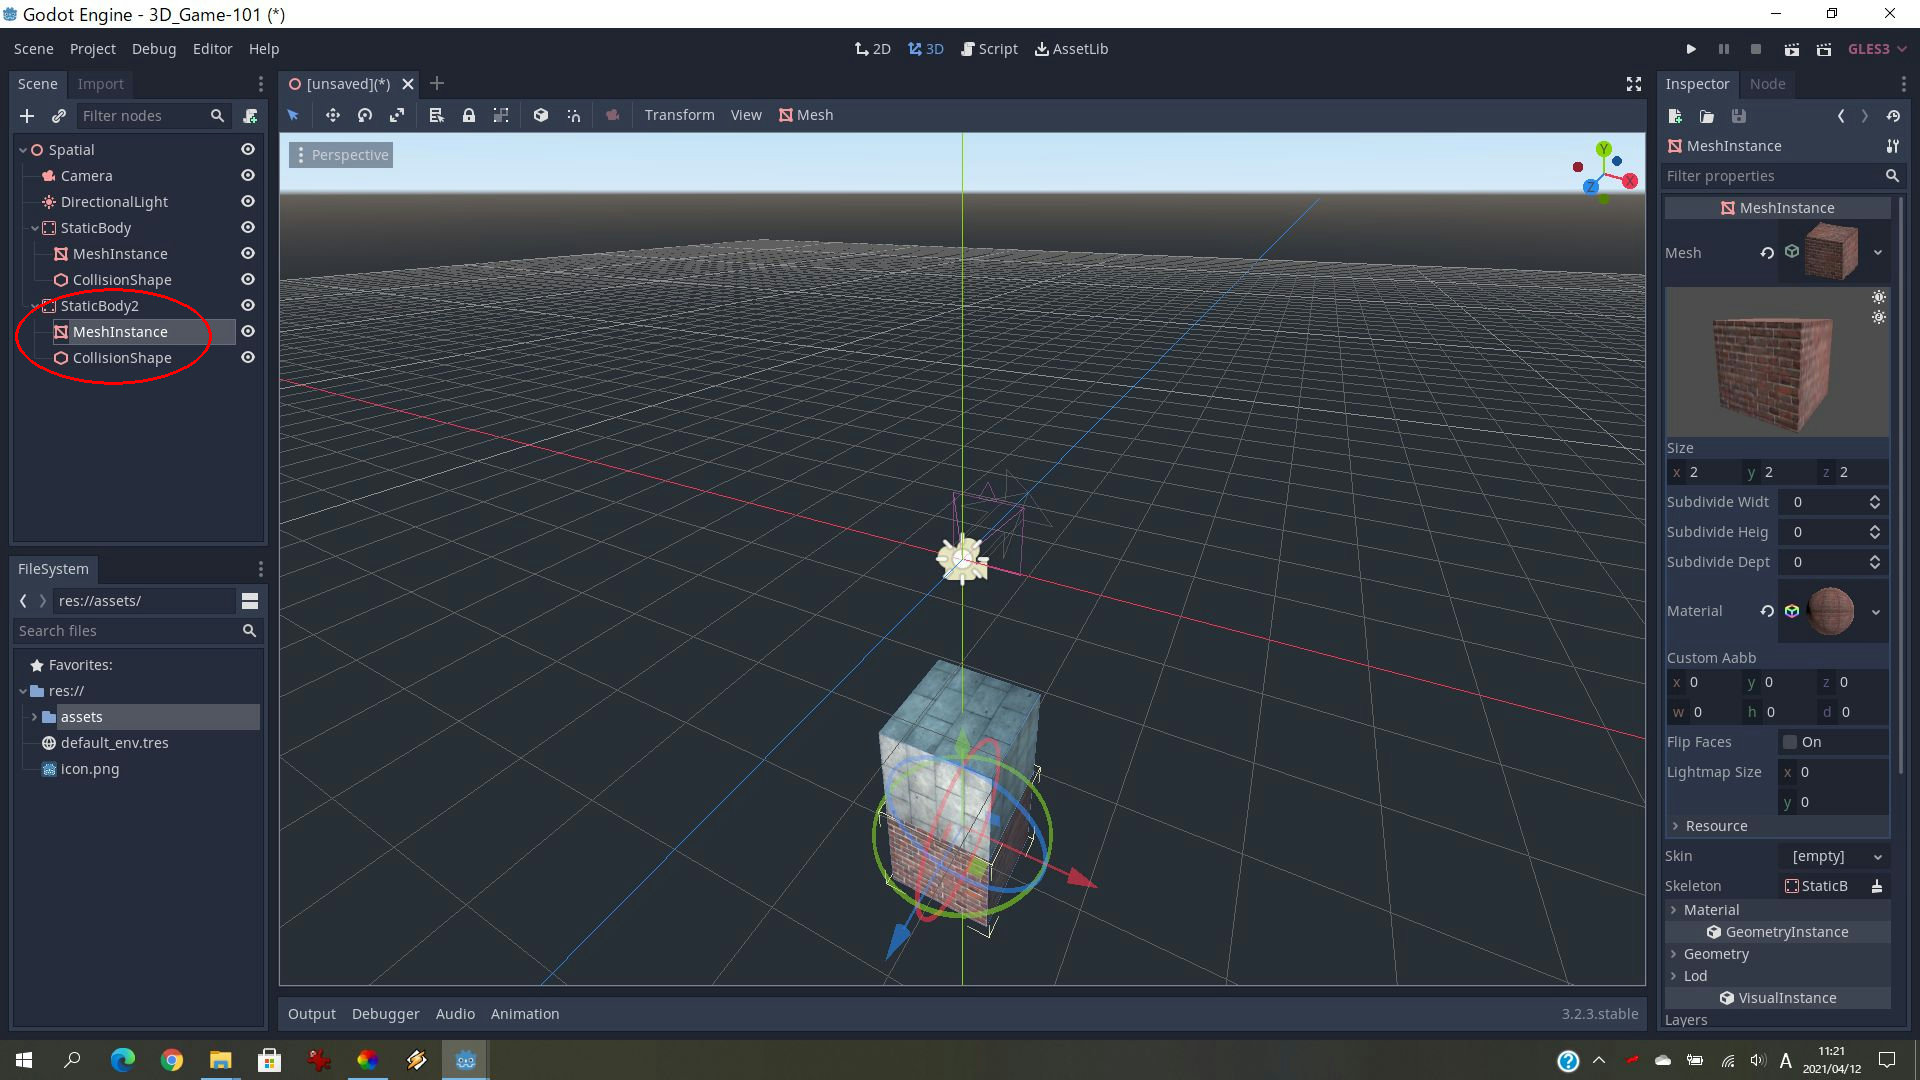 Godot Engine - 3D_Game-101 (*)
Scene Project Debug Editor Help
2D 3D Script AssetLib
GLES3
Scene Import
Filter nodes
Spatial
Camera
DirectionalLight
StaticBody
MeshInstance
CollisionShape
StaticBody2
MeshInstance
CollisionShape
FileSystem
res://assets/
Search files
Favorites:
res://
assets
default_env.tres
icon.png
[unsaved](*)
Transform View Mesh
Perspective
Y
X
Z
Output Debugger Audio Animation 3.2.3.stable
Inspector Node
MeshInstance
Filter properties
MeshInstance
Mesh
Size
x 2 y 2 z 2
Subdivide Widt 0
Subdivide Heig 0
Subdivide Dept 0
Material
Custom Aabb
x 0 y 0 z 0
w 0 h 0 d 0
Flip Faces On
Lightmap Size x 0
y 0
Resource
Skin [empty]
Skeleton StaticB
Material
GeometryInstance
Geometry
Lod
VisualInstance
Layers
A 11:21
2021/04/12